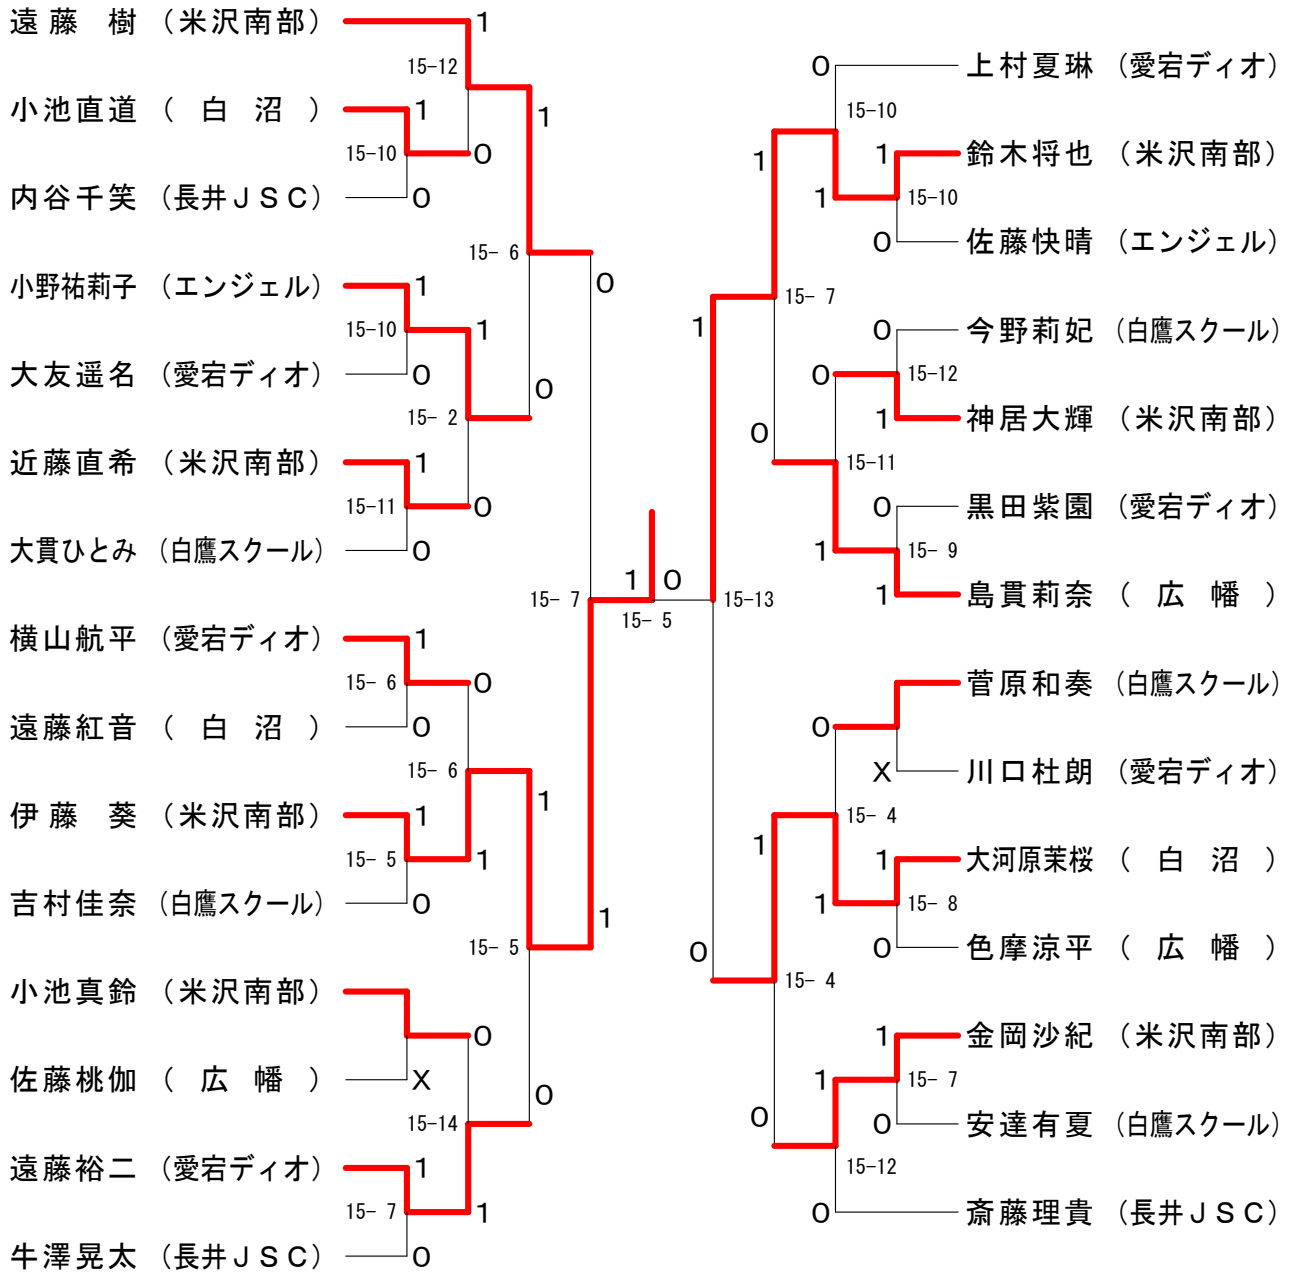 遠藤　樹（米沢南部）
1
15-12
小池直道（白沼）
1
1
15-10
0
内谷千笑（長井ＪＳＣ）
0
15- 6
0
小野祐莉子（エンジェル）
1
15-10
1
大友遥名（愛宕ディオ）
0
0
15- 2
近藤直希（米沢南部）
1
15-11
0
大貫ひとみ（白鷹スクール）
0
1
0
15- 7
15- 5
横山航平（愛宕ディオ）
1
15- 6
0
遠藤紅音（白沼）
0
15- 6
1
伊藤　葵（米沢南部）
1
15- 5
1
吉村佳奈（白鷹スクール）
0
1
15- 5
小池真鈴（米沢南部）
0
佐藤桃伽（広幡）
X
0
15-14
遠藤裕二（愛宕ディオ）
1
15- 7
1
牛澤晃太（長井ＪＳＣ）
0
0
上村夏琳（愛宕ディオ）
15-10
1
1
鈴木将也（米沢南部）
1
15-10
0
佐藤快晴（エンジェル）
15- 7
1
0
今野莉妃（白鷹スクール）
0
15-12
1
神居大輝（米沢南部）
0
15-11
0
黒田紫園（愛宕ディオ）
1
15- 9
1
島貫莉奈（広幡）
15-13
菅原和奏（白鷹スクール）
0
X
川口杜朗（愛宕ディオ）
15- 4
1
1
大河原茉桜（白沼）
1
15- 8
0
色摩涼平（広幡）
0
15- 4
1
金岡沙紀（米沢南部）
1
15- 7
0
0
安達有夏（白鷹スクール）
15-12
0
斎藤理貴（長井ＪＳＣ）